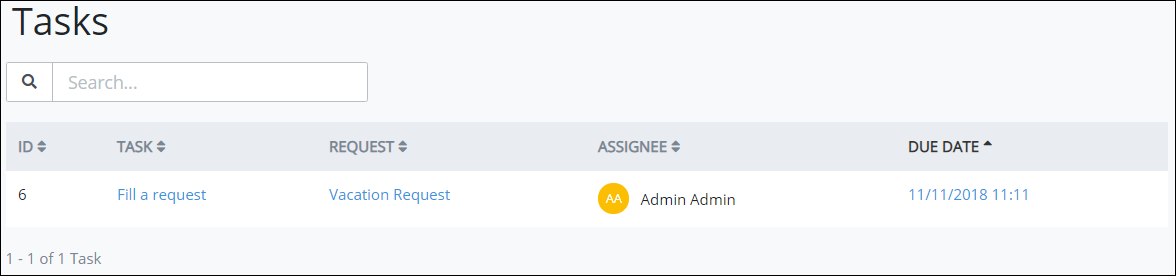 Tasks
Search...
ID TASK REQUEST ASSIGNEE DUE DATE
6 Fill a request Vacation Request AA Admin Admin 11/11/2018 11:11
1 - 1 of 1 Task